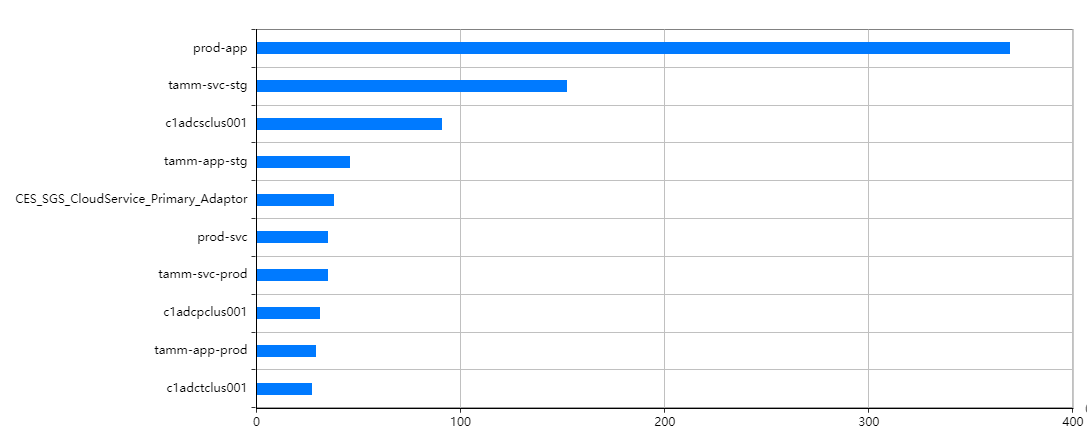 prod-app
tamm-svc-stg
c1adcsclus001
tamm-app-stg
CES_SGS_CloudService_Primary_Adaptor
prod-svc
tamm-svc-prod
c1adcpclus001
tamm-app-prod
c1adctclus001
0 100 200 300 400